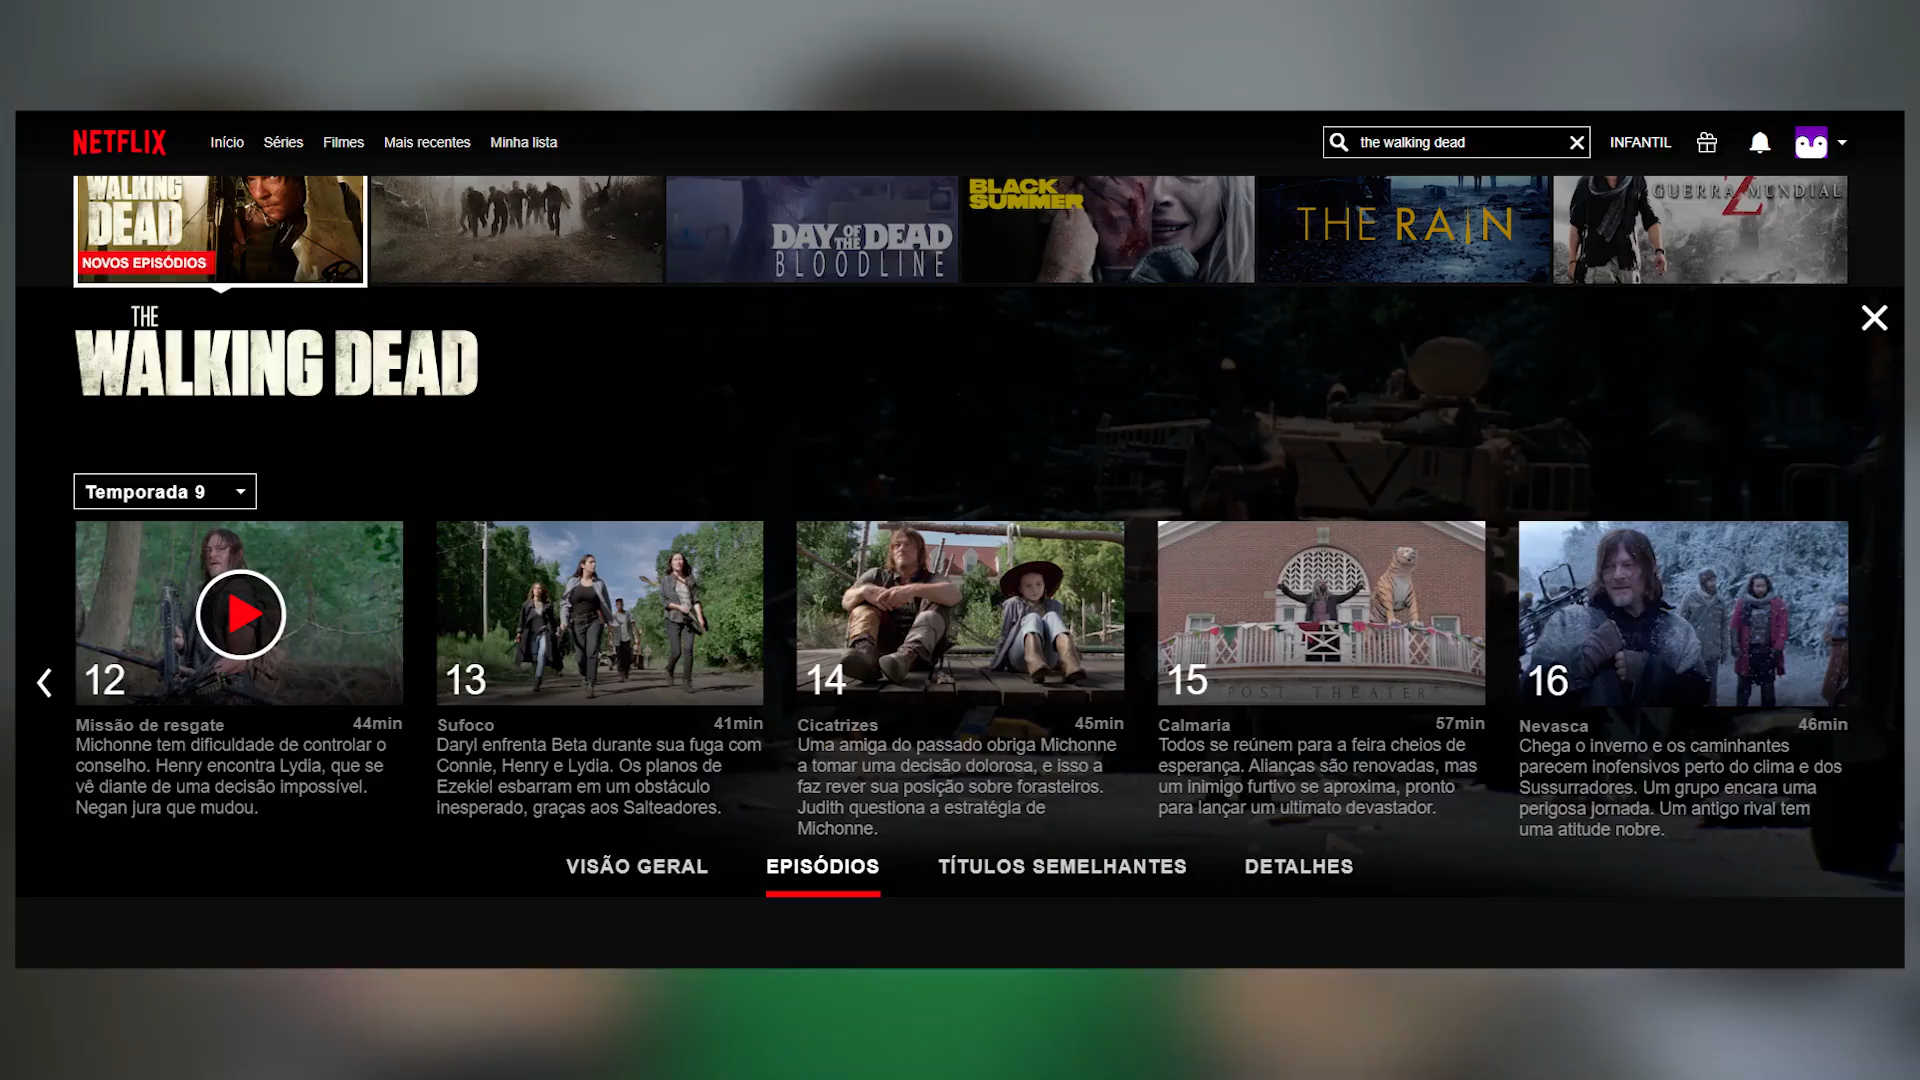 NETFLIX
Início
Séries
Filmes
Mais recentes
Minha lista
the walking dead
INFANTIL
WALKING
DEAD
NOVOS EPISÓDIOS
DAY OF THE DEAD
BLOODLINE
BLACK
SUMMER
THE RAIN
GUERRA MUNDIAL
Z
THE
WALKING DEAD
Temporada 9
12
Missão de resgate 44min
Michonne tem dificuldade de controlar o
conselho. Henry encontra Lydia, que se
vê diante de uma decisão impossível.
Negan jura que mudou.
13
Sufoco 41min
Daryl enfrenta Beta durante sua fuga com
Connie, Henry e Lydia. Os planos de
Ezekiel esbarram em um obstáculo
inesperado, graças aos Salteadores.
14
Cicatrizes 45min
Uma amiga do passado obriga Michonne
a tomar uma decisão dolorosa, e isso a
faz rever sua posição sobre forasteiros.
Judith questiona a estratégia de
Michonne.
15
POST THEATER
Calmaria 57min
Todos se reúnem para a feira cheios de
esperança. Alianças são renovadas, mas
um inimigo furtivo se aproxima, pronto
para lançar um ultimato devastador.
16
Nevasca 46min
Chega o inverno e os caminhantes
parecem inofensivos perto do clima e dos
Sussurradores. Um grupo encara uma
perigosa jornada. Um antigo rival tem
uma atitude nobre.
VISÃO GERAL
EPISÓDIOS
TÍTULOS SEMELHANTES
DETALHES